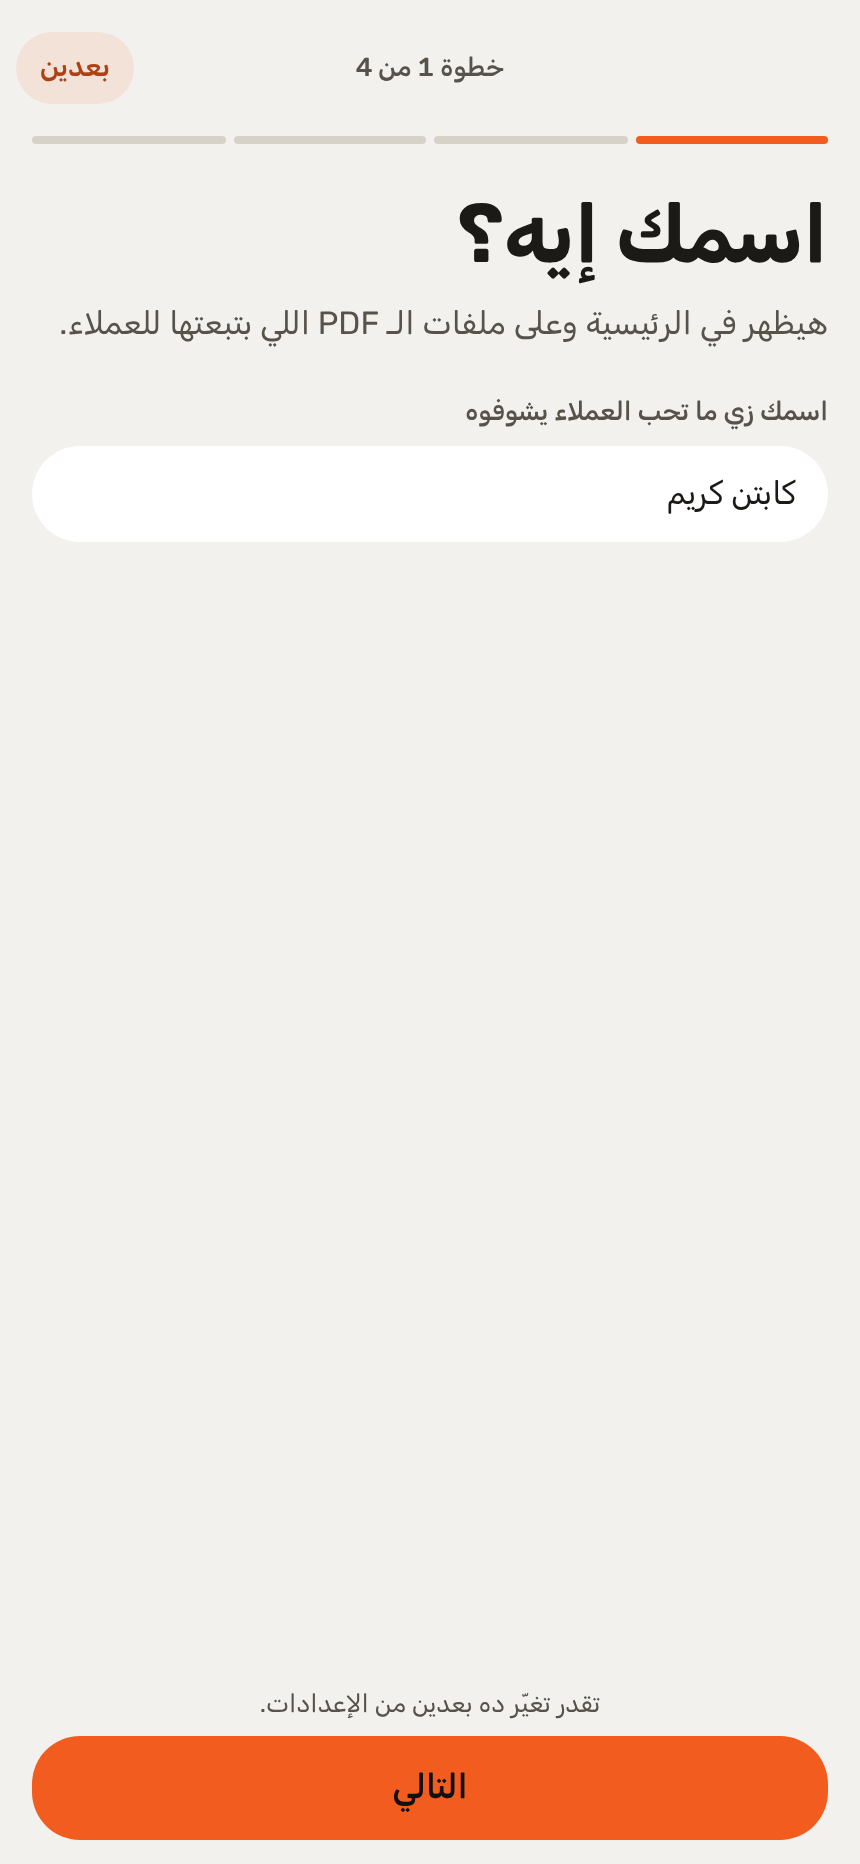 خطوة 1 من 4
بعدين
اسمك إيه؟
هيظهر في الرئيسية وعلى ملفات الـ PDF اللي بتبعتها للعملاء.
اسمك زي ما تحب العملاء يشوفوه
كابتن كريم
تقدر تغيّر ده بعدين من الإعدادات.
التالي